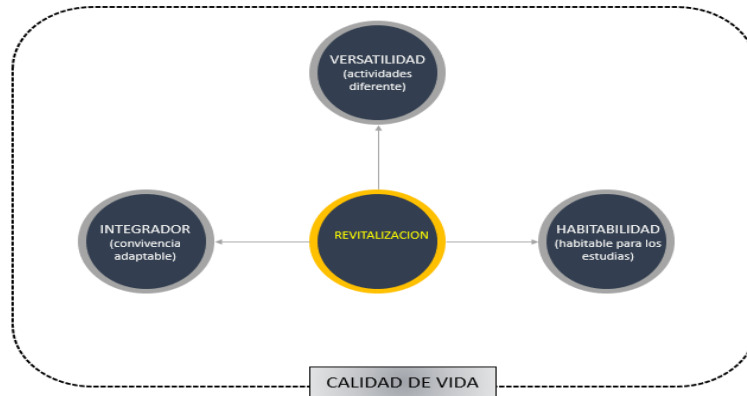 VERSATILIDAD
(actividades
diferente)
INTEGRADOR
(convivencia
adaptable)
REVITALIZACION
HABITABILIDAD
(habitable para los
estudias)
CALIDAD DE VIDA